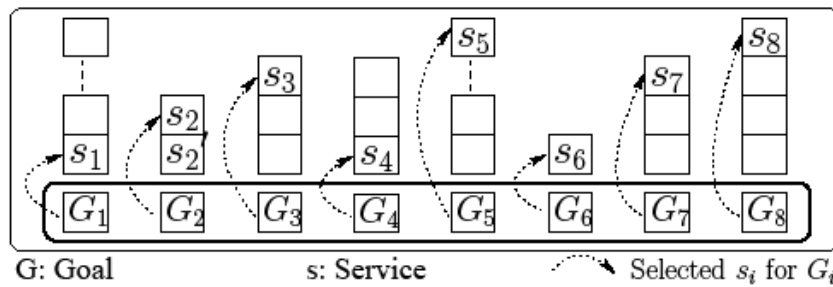 s₅ s₈
s₃ s₇
s₂
s₁ s₂′ s₄ s₆
G₁ G₂ G₃ G₄ G₅ G₆ G₇ G₈
G: Goal s: Service Selected sᵢ for Gᵢ